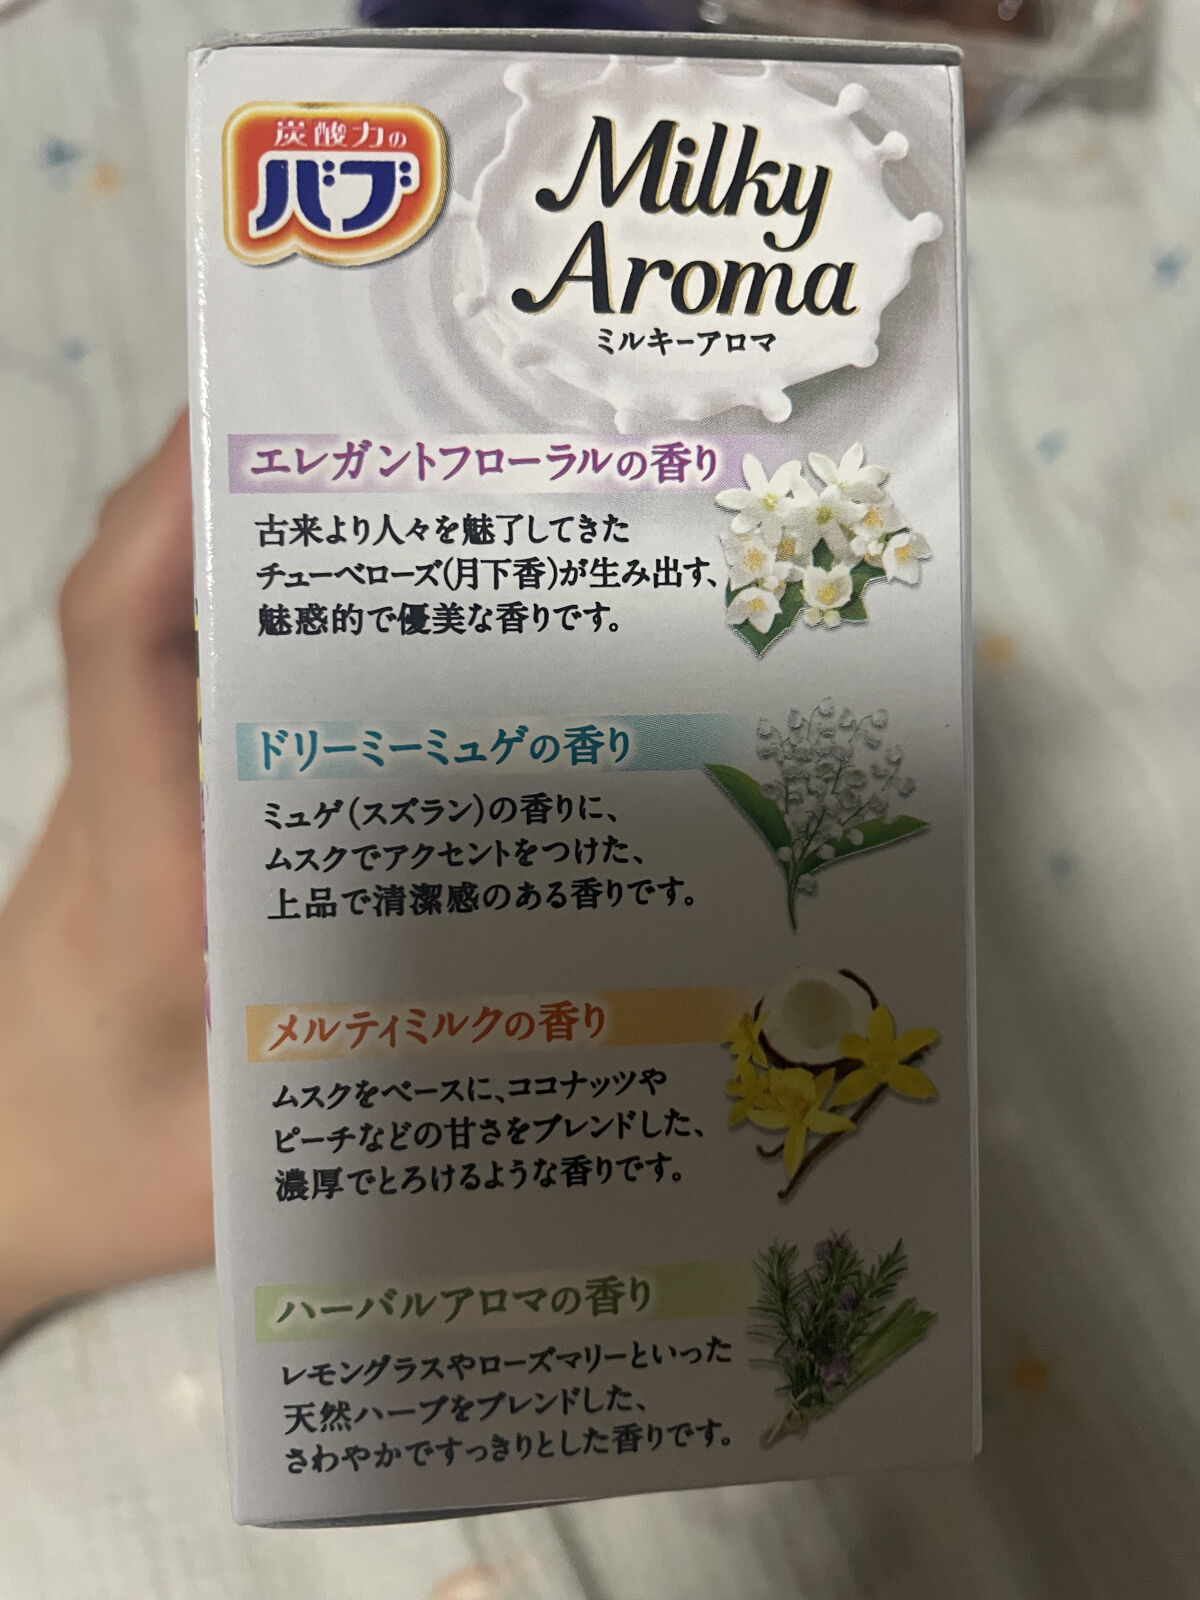 炭酸力の
バブ
Milky
Aroma
ミルキーアロマ
エレガントフローラルの香り
古来より人々を魅了してきた
チューベローズ(月下香)が生み出す、
魅惑的で優美な香りです。
ドリーミーミュゲの香り
ミュゲ(スズラン)の香りに、
ムスクでアクセントをつけた、
上品で清潔感のある香りです。
メルティミルクの香り
ムスクをベースに、ココナッツや
ピーチなどの甘さをブレンドした、
濃厚でとろけるような香りです。
ハーバルアロマの香り
レモングラスやローズマリーといった
天然ハーブをブレンドした、
さわやかですっきりとした香りです。